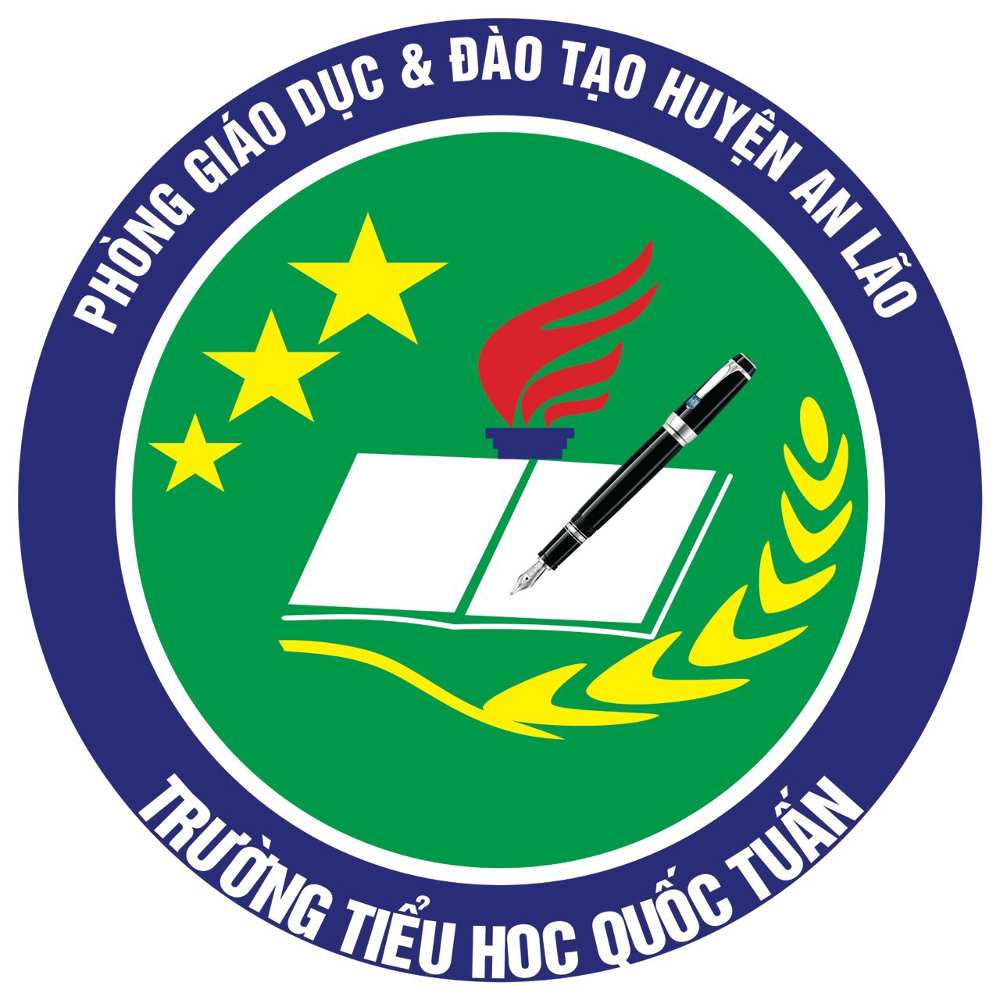 PHÒNG GIÁO DỤC & ĐÀO TẠO HUYỆN AN LÃO
TRƯỜNG TIỂU HOC QUỐC TUẤN